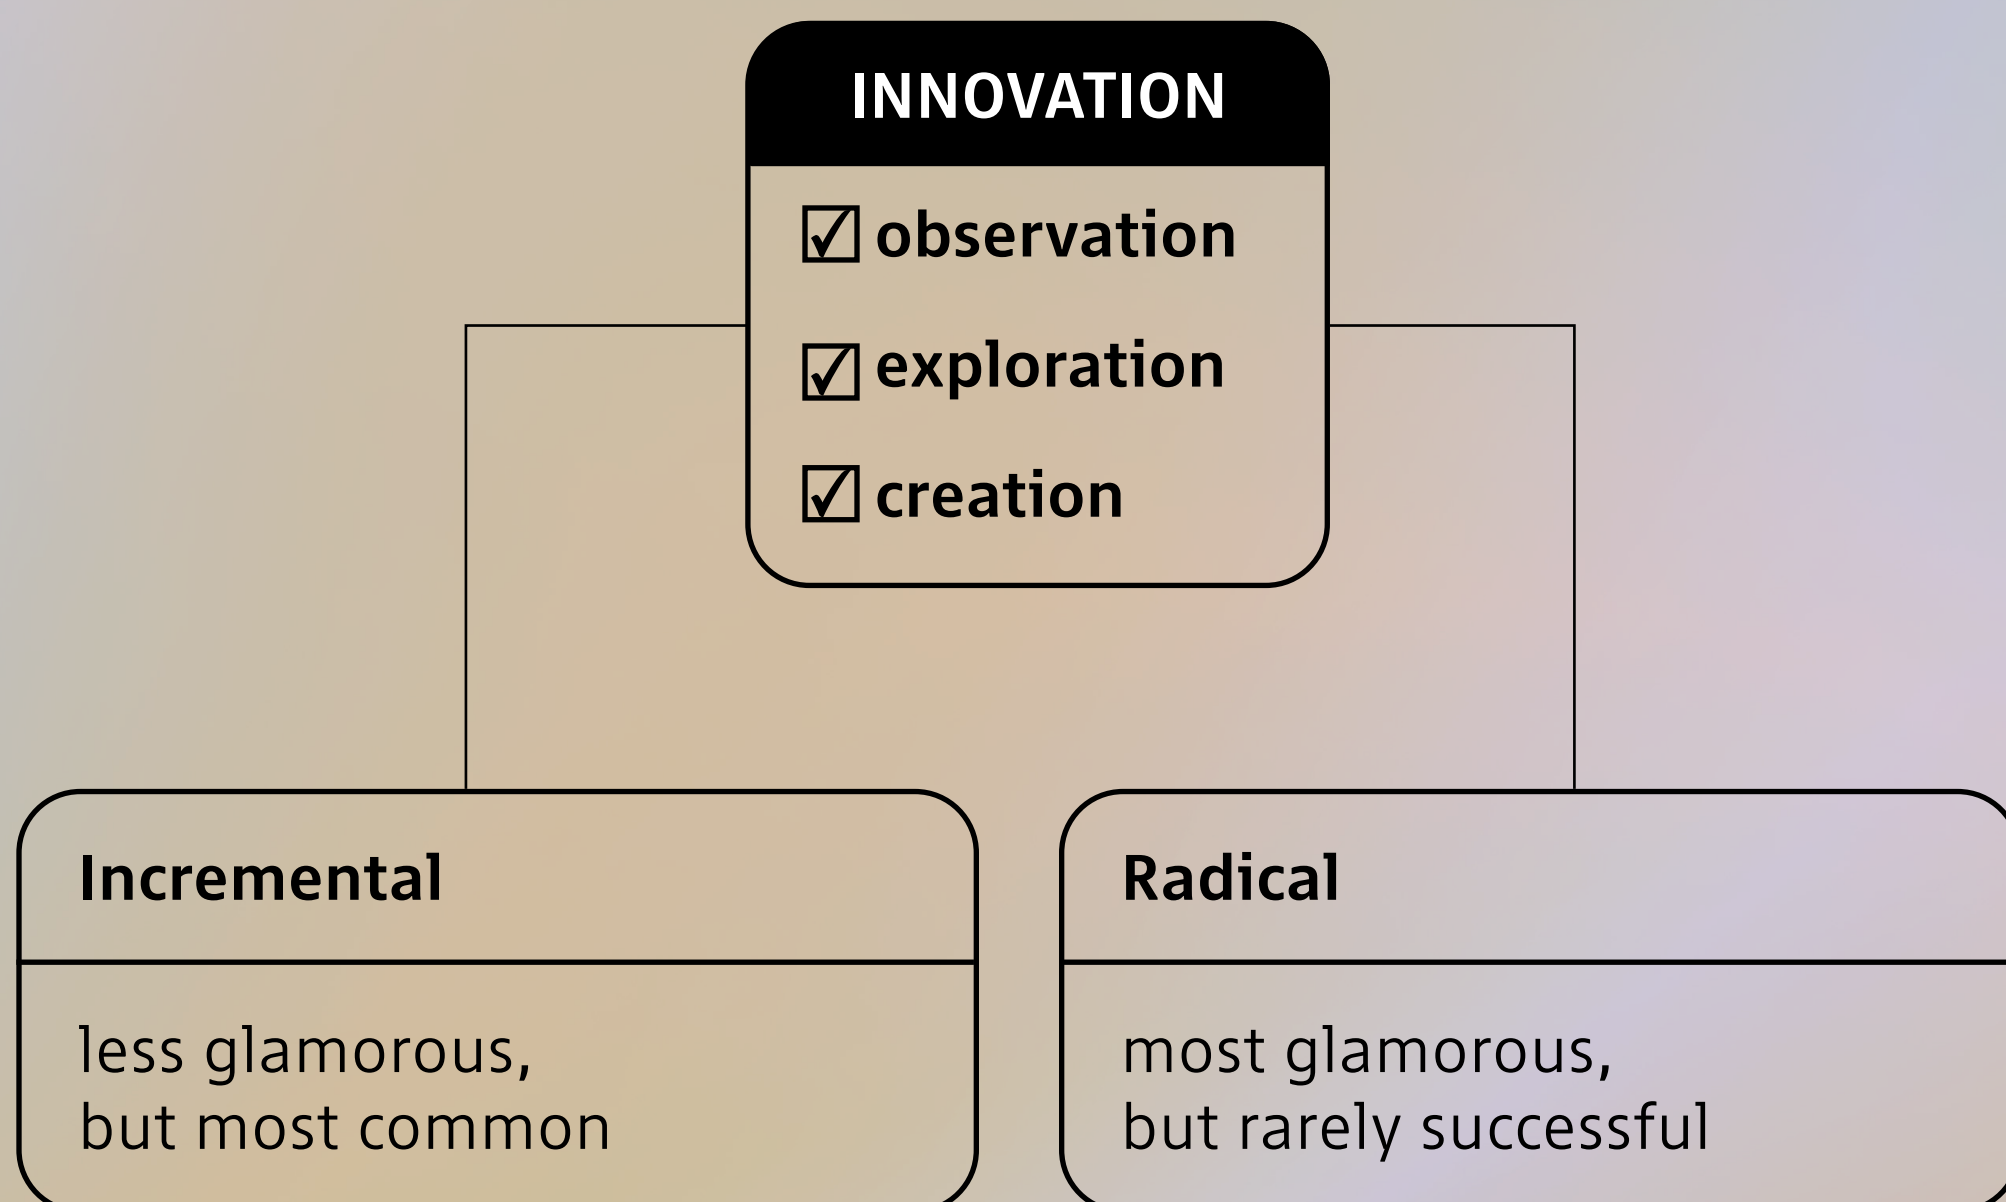 INNOVATION
☑ observation
☑ exploration
☑ creation
Incremental
less glamorous,
but most common
Radical
most glamorous,
but rarely successful